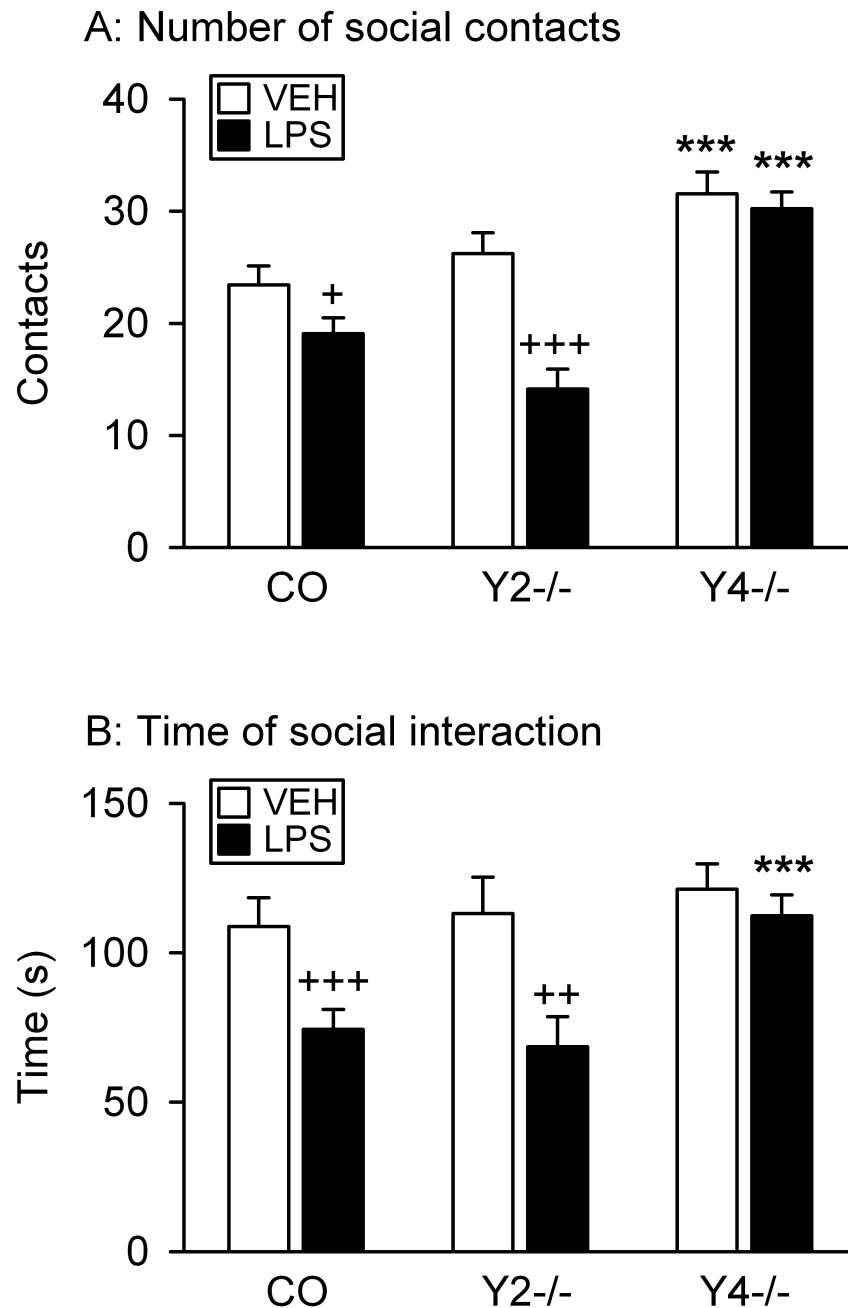 A: Number of social contacts
VEH
LPS
40
30
20
10
0
Contacts
+
+++
***
***
CO Y2-/- Y4-/-
B: Time of social interaction
VEH
LPS
150
100
50
0
Time (s)
+++
++
***
CO Y2-/- Y4-/-